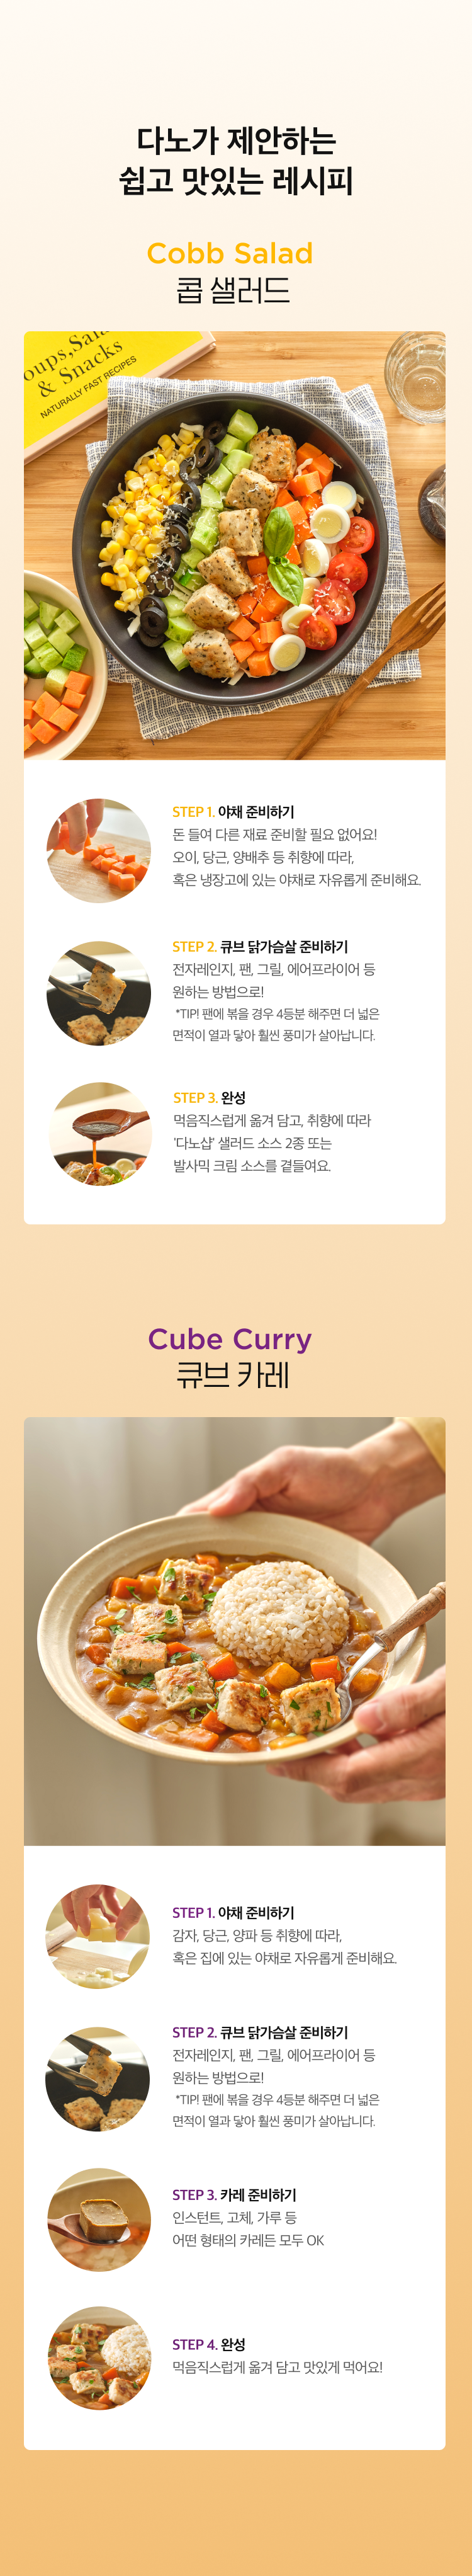 다노가 제안하는
쉽고 맛있는 레시피
Cobb Salad
콥 샐러드
& Snacks
NATURALLY FAST RECIPES
STEP 1. 야채 준비하기
돈 들여 다른 재료 준비할 필요 없어요!
오이, 당근, 양배추 등 취향에 따라,
혹은 냉장고에 있는 야채로 자유롭게 준비해요.
STEP 2. 큐브 닭가슴살 준비하기
전자레인지, 팬, 그릴, 에어프라이어 등
원하는 방법으로!
*TIP! 팬에 볶을 경우 4등분 해주면 더 넓은
면적이 열과 닿아 훨씬 풍미가 살아납니다.
STEP 3. 완성
먹음직스럽게 옮겨 담고, 취향에 따라
'다노샵' 샐러드 소스 2종 또는
발사믹 크림 소스를 곁들여요.
Cube Curry
큐브 카레
STEP 1. 야채 준비하기
감자, 당근, 양파 등 취향에 따라,
혹은 집에 있는 야채로 자유롭게 준비해요.
STEP 2. 큐브 닭가슴살 준비하기
전자레인지, 팬, 그릴, 에어프라이어 등
원하는 방법으로!
*TIP! 팬에 볶을 경우 4등분 해주면 더 넓은
면적이 열과 닿아 훨씬 풍미가 살아납니다.
STEP 3. 카레 준비하기
인스턴트, 고체, 가루 등
어떤 형태의 카레든 모두 OK
STEP 4. 완성
먹음직스럽게 옮겨 담고 맛있게 먹어요!